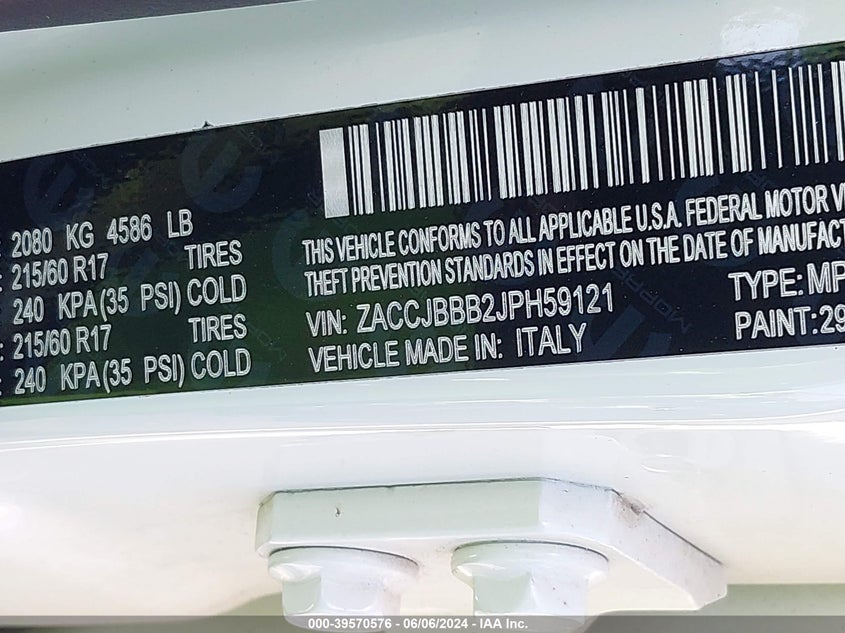 2080 KG 4586 LB
215/60 R17 TIRES
240 KPA(35 PSI) COLD
215/60 R17 TIRES
240 KPA(35 PSI) COLD
THIS VEHICLE CONFORMS TO ALL APPLICABLE U.S.A. FEDERAL MOTOR V
THEFT PREVENTION STANDARDS IN EFFECT ON THE DATE OF MANUFACT
VIN: ZACCJBBB2JPH59121 TYPE: MP
VEHICLE MADE IN: ITALY PAINT:29
MOPAR
000-39570576 - 06/06/2024 - IAA Inc.